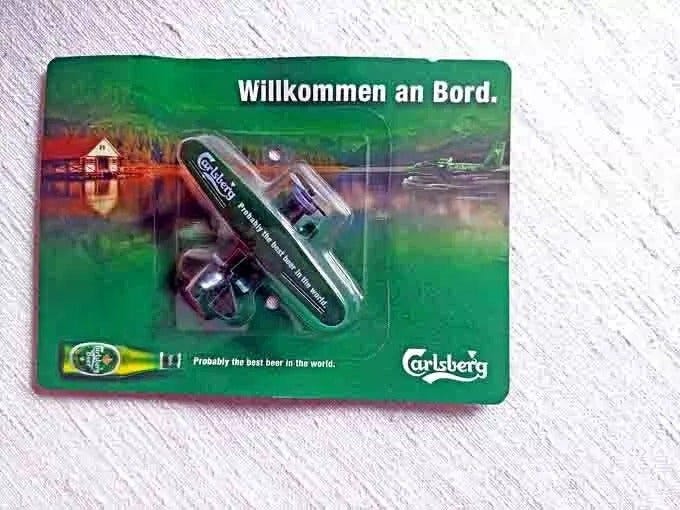 Willkommen an Bord.
Carlsberg
Probably the best beer in the world.
Probably the best beer in the world.
Carlsberg